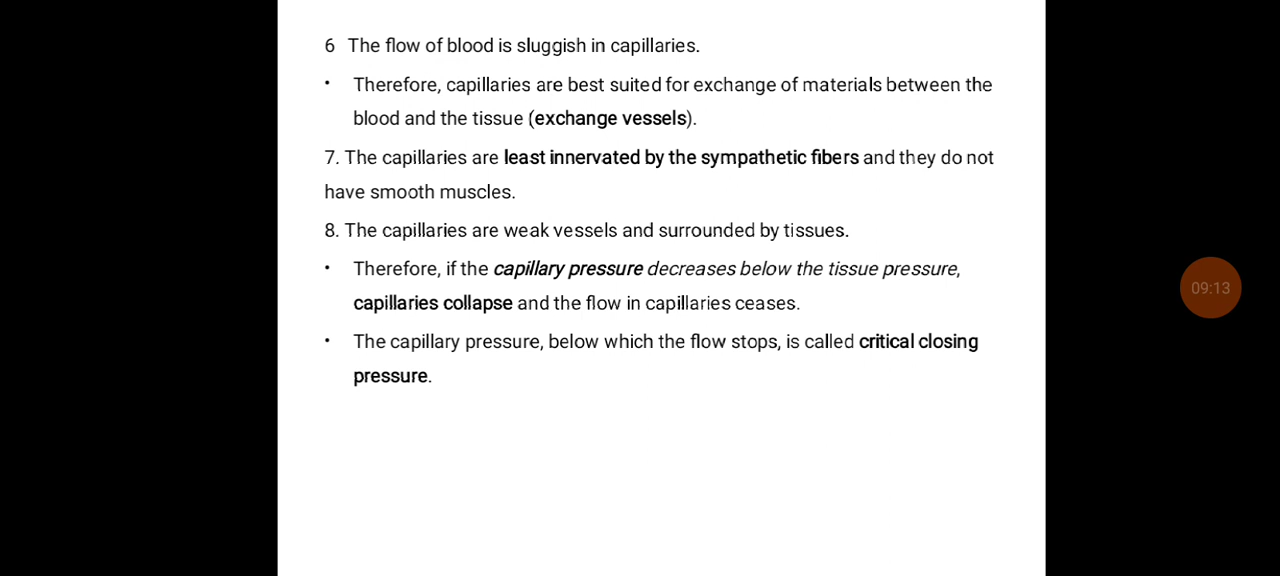 6 The flow of blood is sluggish in capillaries.
• Therefore, capillaries are best suited for exchange of materials between the
blood and the tissue (exchange vessels).
7. The capillaries are least innervated by the sympathetic fibers and they do not
have smooth muscles.
8. The capillaries are weak vessels and surrounded by tissues.
• Therefore, if the capillary pressure decreases below the tissue pressure,
capillaries collapse and the flow in capillaries ceases.
• The capillary pressure, below which the flow stops, is called critical closing
pressure.
09:13